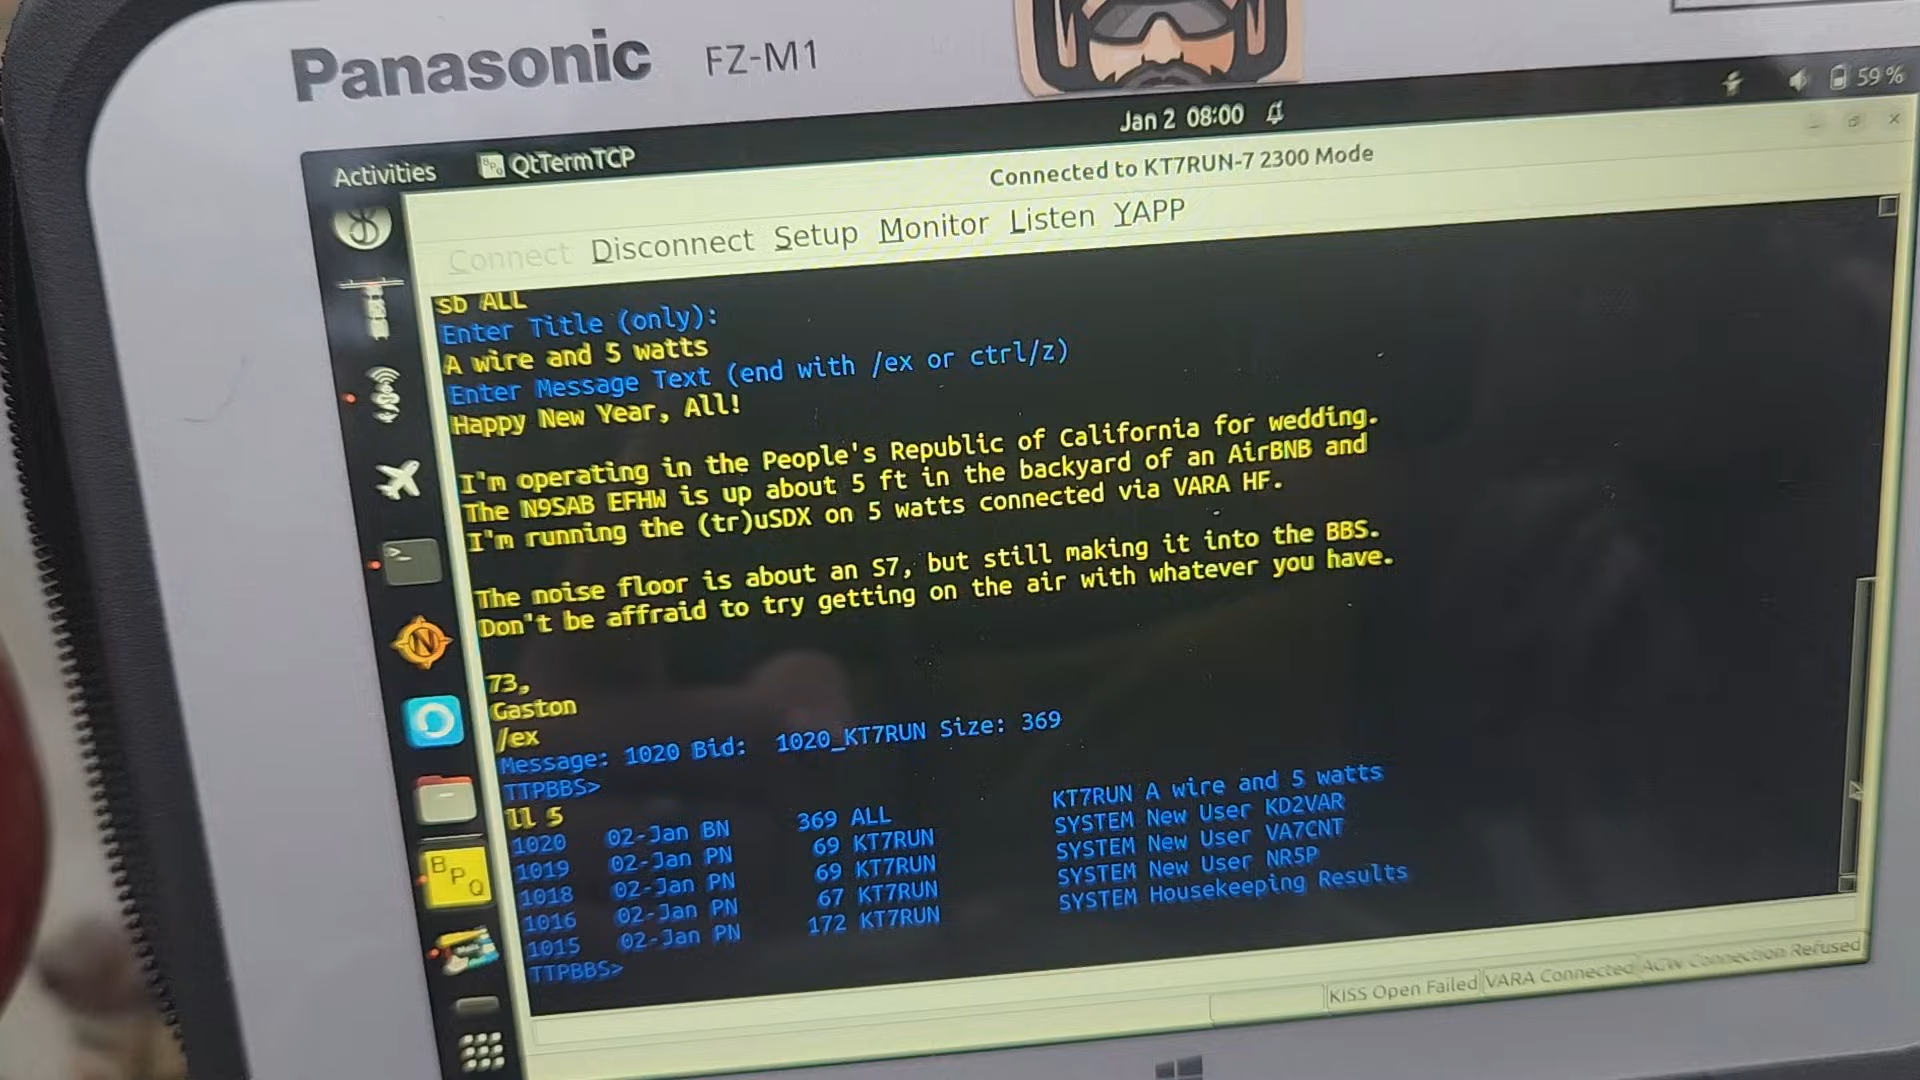 Panasonic FZ-M1
Jan 2 08:00
59 %
Activities
QtTermTCP
Connected to KT7RUN-7 2300 Mode
Connect Disconnect Setup Monitor Listen YAPP
sb ALL
Enter Title (only):
A wire and 5 watts
Enter Message Text (end with /ex or ctrl/z)
Happy New Year, All!
I'm operating in the People's Republic of California for wedding.
The N9SAB EFHW is up about 5 ft in the backyard of an AirBNB and
I'm running the (tr)uSDX on 5 watts connected via VARA HF.
The noise floor is about an S7, but still making it into the BBS.
Don't be affraid to try getting on the air with whatever you have.
73,
Gaston
/ex
Message: 1020 Bid: 1020_KT7RUN Size: 369
TTPBBS>
ll 5
1020 02-Jan BN 369 ALL KT7RUN A wire and 5 watts
1019 02-Jan PN 69 KT7RUN SYSTEM New User KD2VAR
1018 02-Jan PN 69 KT7RUN SYSTEM New User VA7CNT
1016 02-Jan PN 67 KT7RUN SYSTEM New User NR5P
1015 02-Jan PN 172 KT7RUN SYSTEM Housekeeping Results
TTPBBS>
KISS Open Failed VARA Connected AGW Connection Refused
N
BPQ